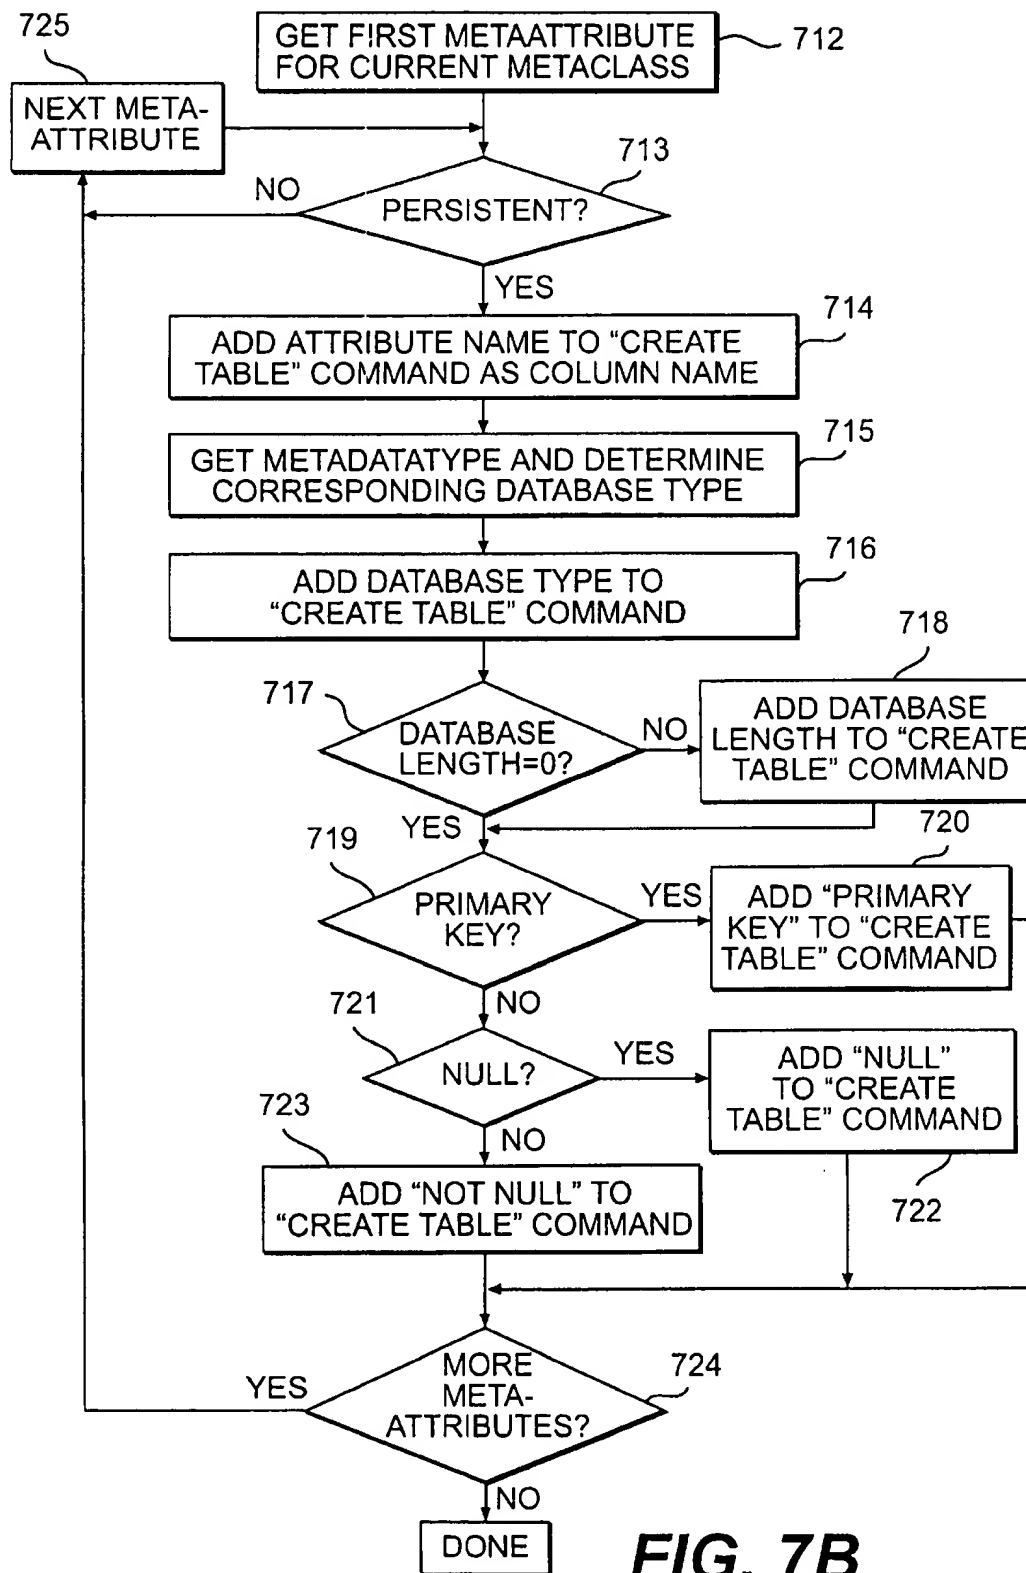 725
GET FIRST METAATTRIBUTE
FOR CURRENT METACLASS
712
NEXT META-
ATTRIBUTE
713
NO
PERSISTENT?
YES
714
ADD ATTRIBUTE NAME TO “CREATE
TABLE” COMMAND AS COLUMN NAME
715
GET METADATATYPE AND DETERMINE
CORRESPONDING DATABASE TYPE
716
ADD DATABASE TYPE TO
“CREATE TABLE” COMMAND
718
717
DATABASE
LENGTH=0?
NO
ADD DATABASE
LENGTH TO “CREATE
TABLE” COMMAND
YES
719
720
PRIMARY
KEY?
YES
ADD “PRIMARY
KEY” TO “CREATE
TABLE” COMMAND
NO
721
NULL?
YES
ADD “NULL”
TO “CREATE
TABLE” COMMAND
723
NO
722
ADD “NOT NULL” TO
“CREATE TABLE” COMMAND
MORE
META-
ATTRIBUTES?
724
YES
NO
DONE
FIG. 7B